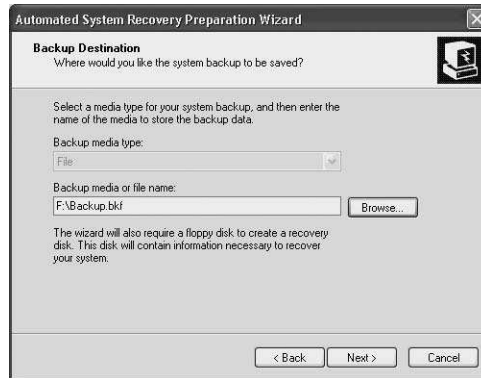 Automated System Recovery Preparation Wizard
Backup Destination
Where would you like the system backup to be saved?
Select a media type for your system backup, and then enter the
name of the media to store the backup data.
Backup media type:
File
Backup media or file name:
F:\Backup.bkf
Browse...
The wizard will also require a floppy disk to create a recovery
disk. This disk will contain information necessary to recover
your system.
< Back
Next >
Cancel